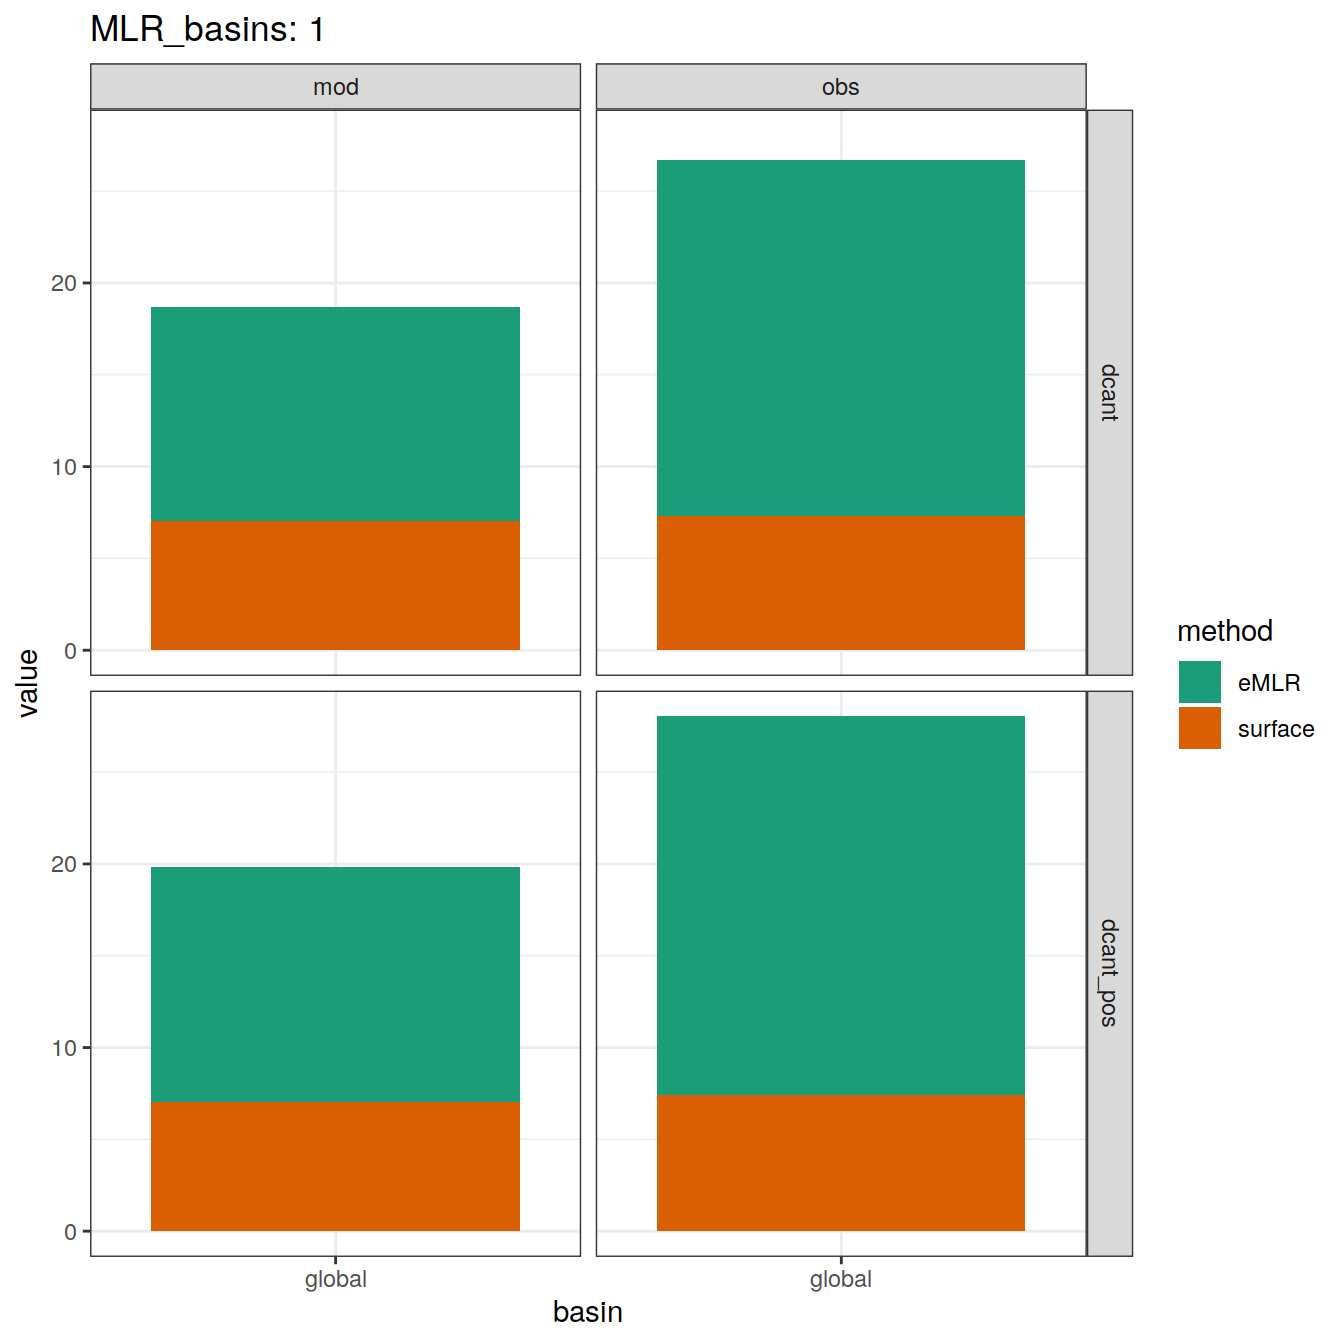 MLR_basins: 1
mod
obs
20
10
0
dcant
20
10
0
dcant_pos
value
global
global
basin
method
eMLR
surface